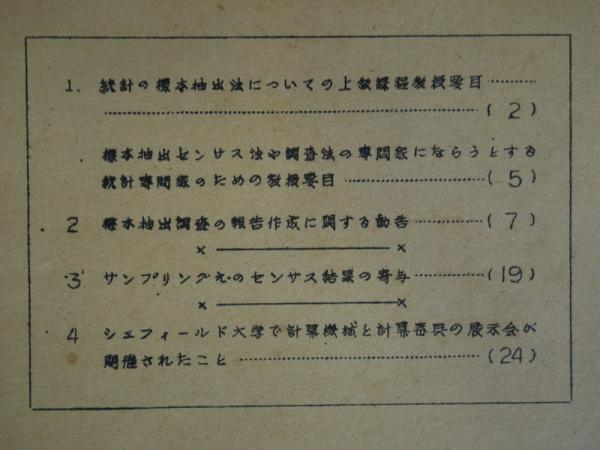 1. 統計の標本抽出法についての上級課程教授要目…………
………………………………………………………(2)
標本抽出センサス法や調査法の専門家にならうとする
統計専門家のための教授要目………………………(5)
2 標本抽出調査の報告作成に関する勧告…………(7)
×――――――――×
3 サンプリングえのセンサス結果の寄与…………(19)
×――――――――×
4 シェフィールド大学で計算機械と計算器具の展示会が
開催されたこと………………………………………(24)